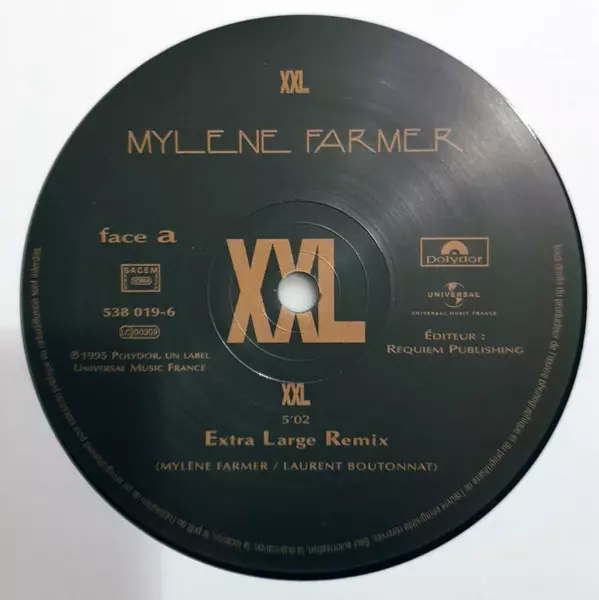 XXL
MYLENE FARMER
face a
SACEM
538 019-6
LC 00309
℗ 1995 Polydor, un label
Universal Music France
XXL
Polydor
UNIVERSAL
UNIVERSAL MUSIC FRANCE
Éditeur :
Requiem Publishing
XXL
5'02
Extra Large Remix
(MYLÈNE FARMER / LAURENT BOUTONNAT)